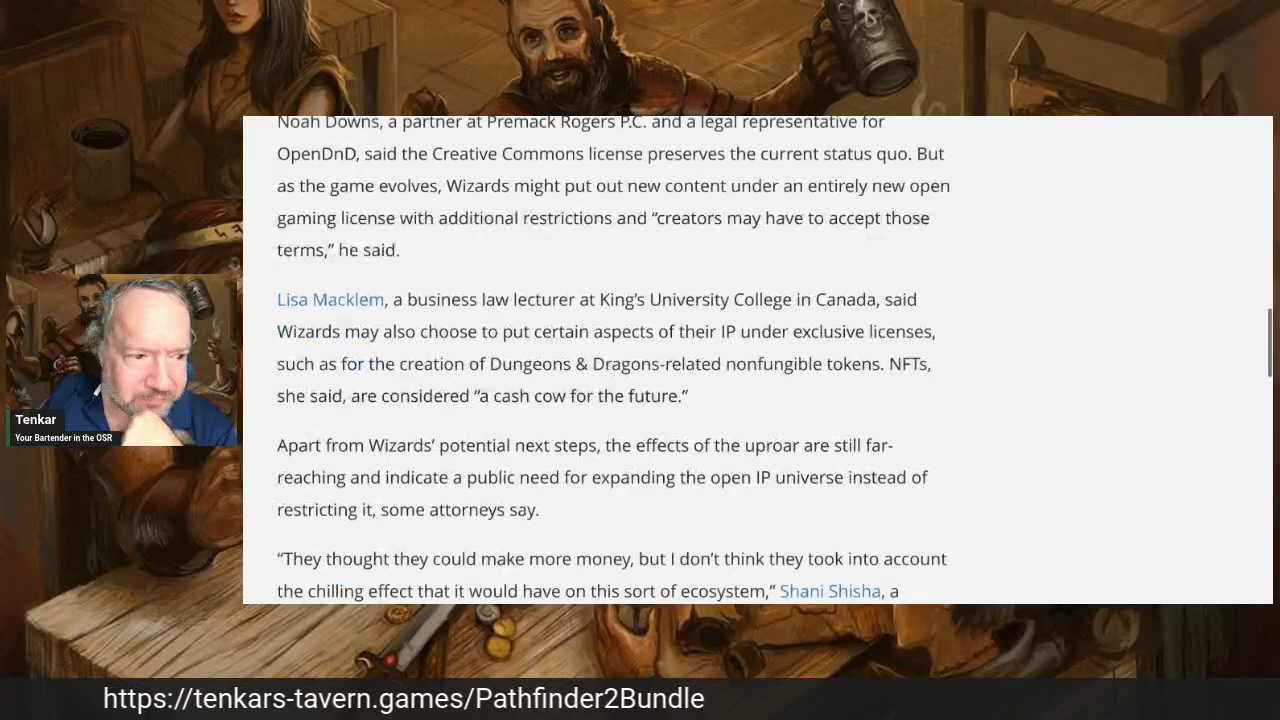 Noah Downs, a partner at Premack Rogers P.C. and a legal representative for
OpenDnD, said the Creative Commons license preserves the current status quo. But
as the game evolves, Wizards might put out new content under an entirely new open
gaming license with additional restrictions and “creators may have to accept those
terms,” he said.
Lisa Macklem, a business law lecturer at King’s University College in Canada, said
Wizards may also choose to put certain aspects of their IP under exclusive licenses,
such as for the creation of Dungeons & Dragons-related nonfungible tokens. NFTs,
she said, are considered “a cash cow for the future.”
Apart from Wizards’ potential next steps, the effects of the uproar are still far-
reaching and indicate a public need for expanding the open IP universe instead of
restricting it, some attorneys say.
“They thought they could make more money, but I don’t think they took into account
the chilling effect that it would have on this sort of ecosystem,” Shani Shisha, a
Tenkar
Your Bartender in the OSR
https://tenkars-tavern.games/Pathfinder2Bundle